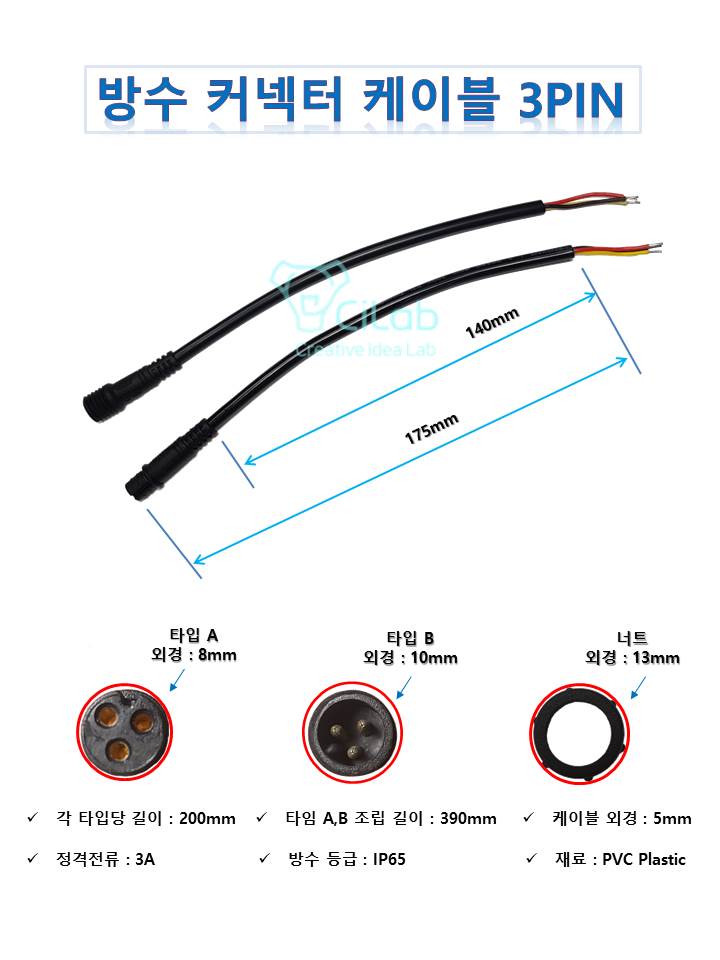 방수 커넥터 케이블 3PIN
CiLab
Creative idea Lab
140mm
175mm
타입 A
외경 : 8mm
타입 B
외경 : 10mm
너트
외경 : 13mm
✓ 각 타입당 길이 : 200mm
✓ 타임 A,B 조립 길이 : 390mm
✓ 케이블 외경 : 5mm
✓ 정격전류 : 3A
✓ 방수 등급 : IP65
✓ 재료 : PVC Plastic